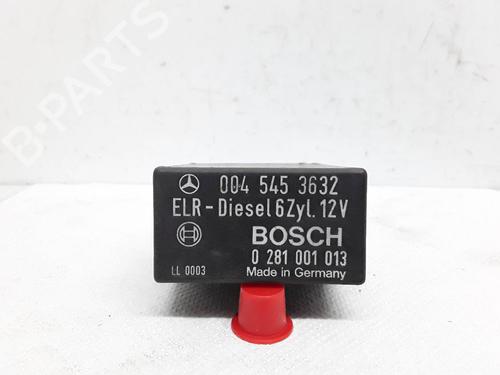 B-PARTS
004 545 3632
ELR - Diesel 6Zyl. 12V
BOSCH
0 281 001 013
LL 0003 Made in Germany